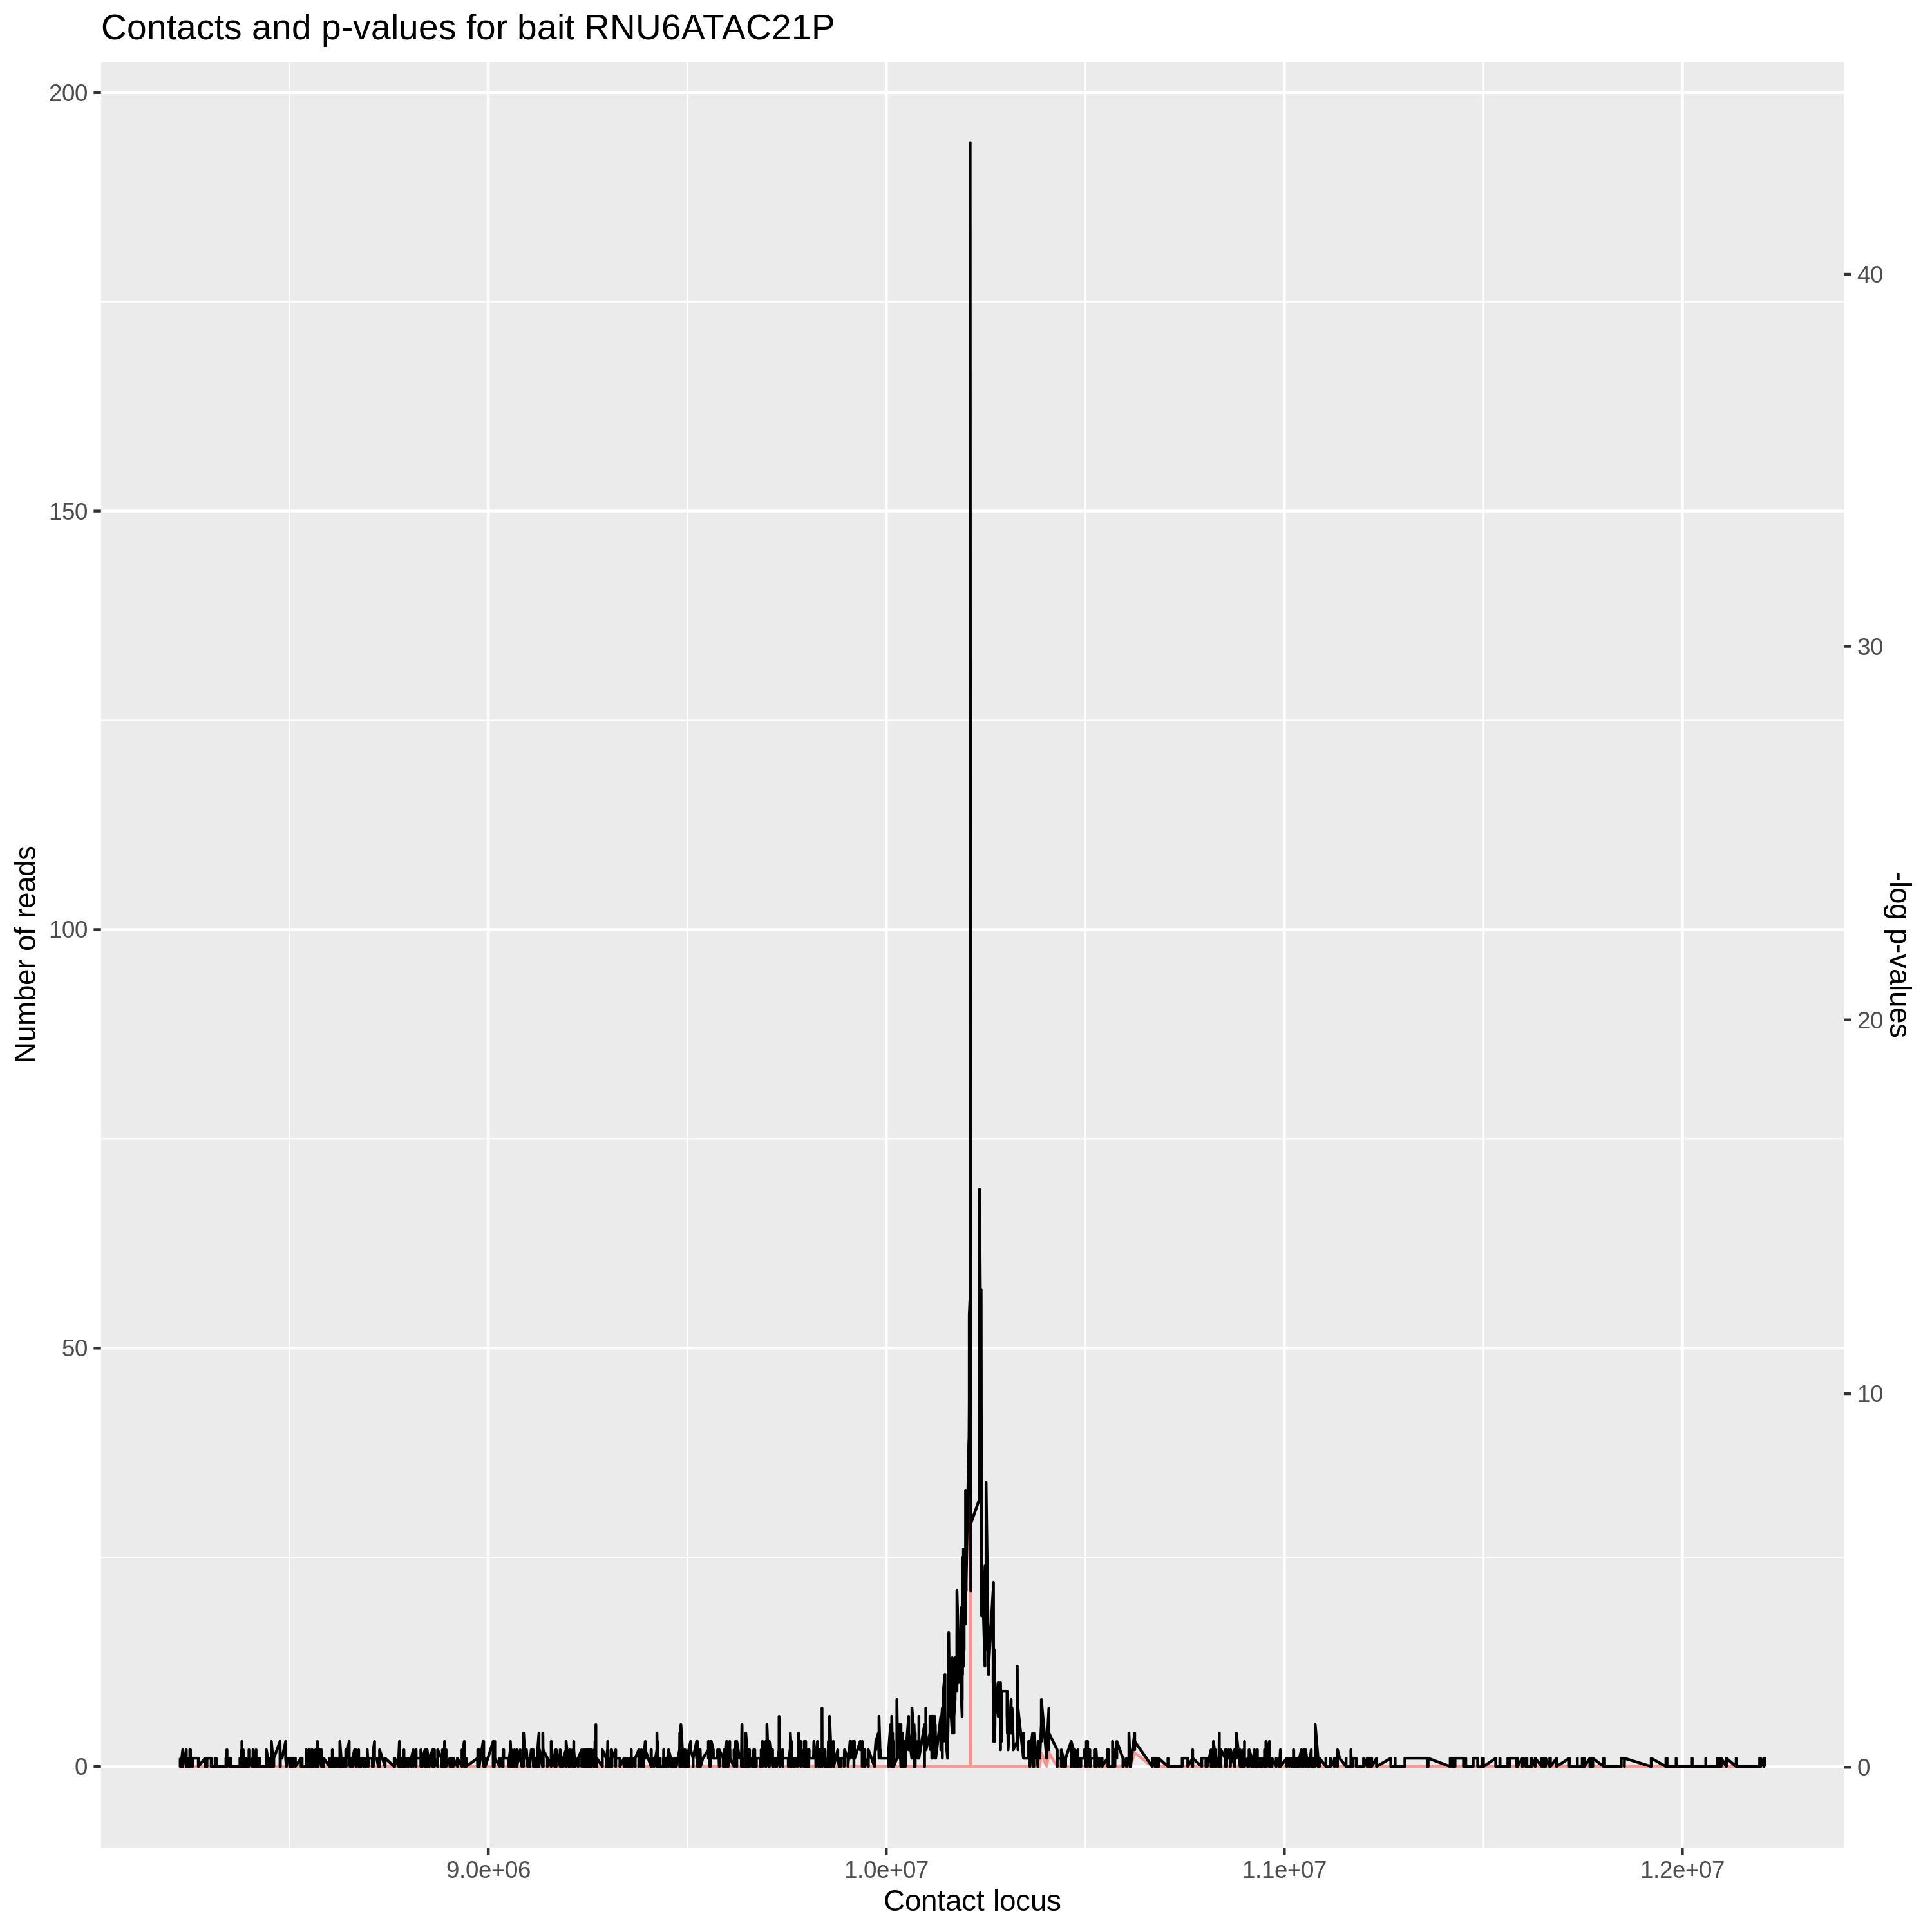 Contacts and p-values for bait RNU6ATAC21P
200
150
100
50
0
Number of reads
40
30
20
10
0
-log p-values
9.0e+06
1.0e+07
1.1e+07
1.2e+07
Contact locus